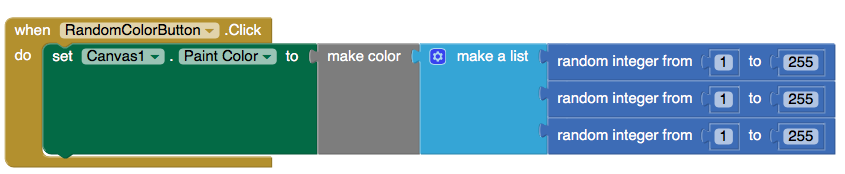 when RandomColorButton .Click
do set Canvas1 . Paint Color to make color make a list random integer from 1 to 255
random integer from 1 to 255
random integer from 1 to 255